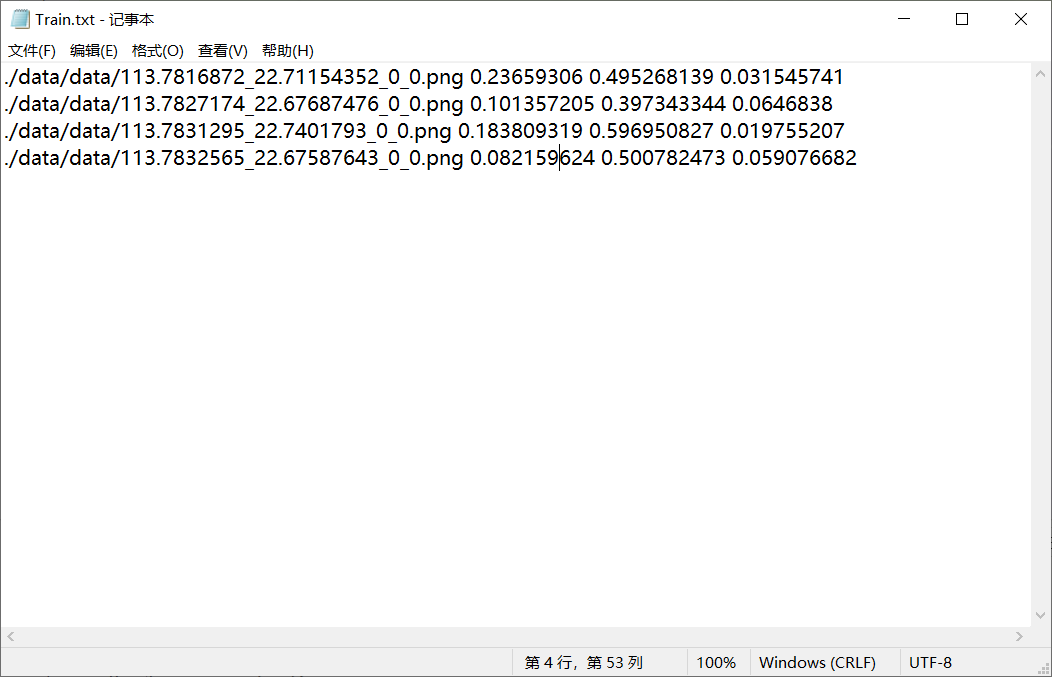 Train.txt - 记事本
文件(F) 编辑(E) 格式(O) 查看(V) 帮助(H)
./data/data/113.7816872_22.71154352_0_0.png 0.23659306 0.495268139 0.031545741
./data/data/113.7827174_22.67687476_0_0.png 0.101357205 0.397343344 0.0646838
./data/data/113.7831295_22.7401793_0_0.png 0.183809319 0.596950827 0.019755207
./data/data/113.7832565_22.67587643_0_0.png 0.082159624 0.500782473 0.059076682
第 4 行，第 53 列 100% Windows (CRLF) UTF-8